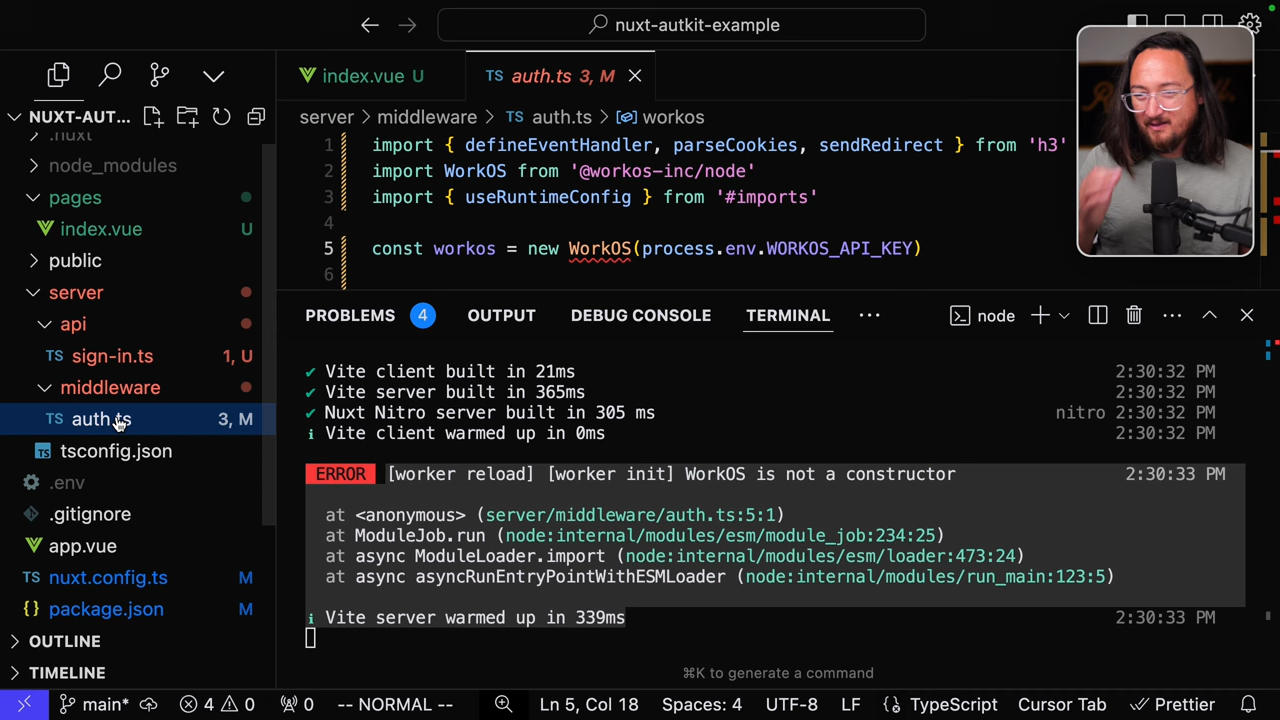 nuxt-autkit-example
index.vue U
TS auth.ts 3, M
NUXT-AUT...
server > middleware > TS auth.ts > workos
.nuxt
node_modules
pages
index.vue U
public
server
api
TS sign-in.ts 1, U
middleware
TS auth.ts 3, M
tsconfig.json
.env
.gitignore
app.vue
TS nuxt.config.ts M
{} package.json M
OUTLINE
TIMELINE
1 import { defineEventHandler, parseCookies, sendRedirect } from 'h3'
2 import WorkOS from '@workos-inc/node'
3 import { useRuntimeConfig } from '#imports'
4
5 const workos = new WorkOS(process.env.WORKOS_API_KEY)
6
PROBLEMS 4 OUTPUT DEBUG CONSOLE TERMINAL ... node
✔ Vite client built in 21ms 2:30:32 PM
✔ Vite server built in 365ms 2:30:32 PM
✔ Nuxt Nitro server built in 305 ms nitro 2:30:32 PM
ℹ Vite client warmed up in 0ms 2:30:32 PM
ERROR [worker reload] [worker init] WorkOS is not a constructor 2:30:33 PM
at <anonymous> (server/middleware/auth.ts:5:1)
at ModuleJob.run (node:internal/modules/esm/module_job:234:25)
at async ModuleLoader.import (node:internal/modules/esm/loader:473:24)
at async asyncRunEntryPointWithESMLoader (node:internal/modules/run_main:123:5)
ℹ Vite server warmed up in 339ms 2:30:33 PM
⌘K to generate a command
main* 4 0 0 -- NORMAL -- Ln 5, Col 18 Spaces: 4 UTF-8 LF {} TypeScript Cursor Tab Prettier